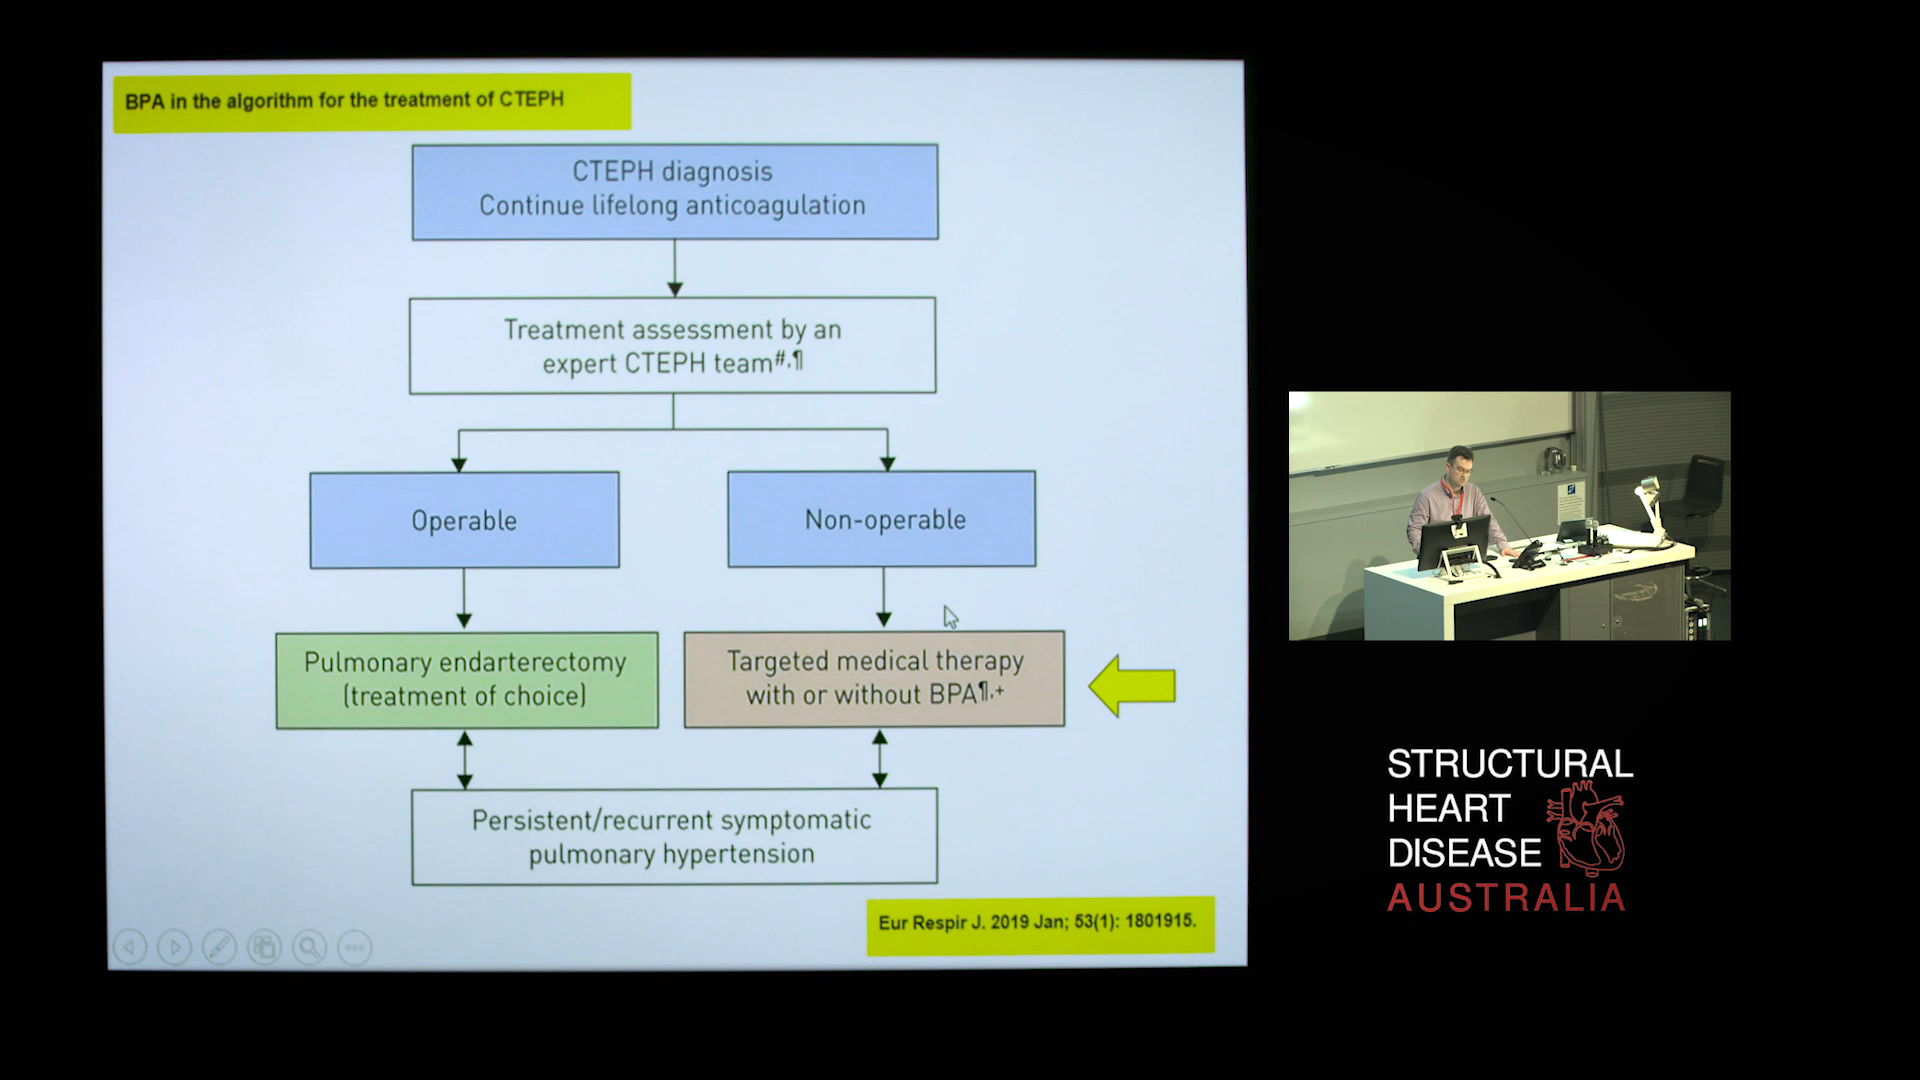 BPA in the algorithm for the treatment of CTEPH
CTEPH diagnosis
Continue lifelong anticoagulation
Treatment assessment by an
expert CTEPH team#,¶
Operable
Non-operable
Pulmonary endarterectomy
(treatment of choice)
Targeted medical therapy
with or without BPA¶,+
Persistent/recurrent symptomatic
pulmonary hypertension
Eur Respir J. 2019 Jan; 53(1): 1801915.
STRUCTURAL
HEART
DISEASE
AUSTRALIA